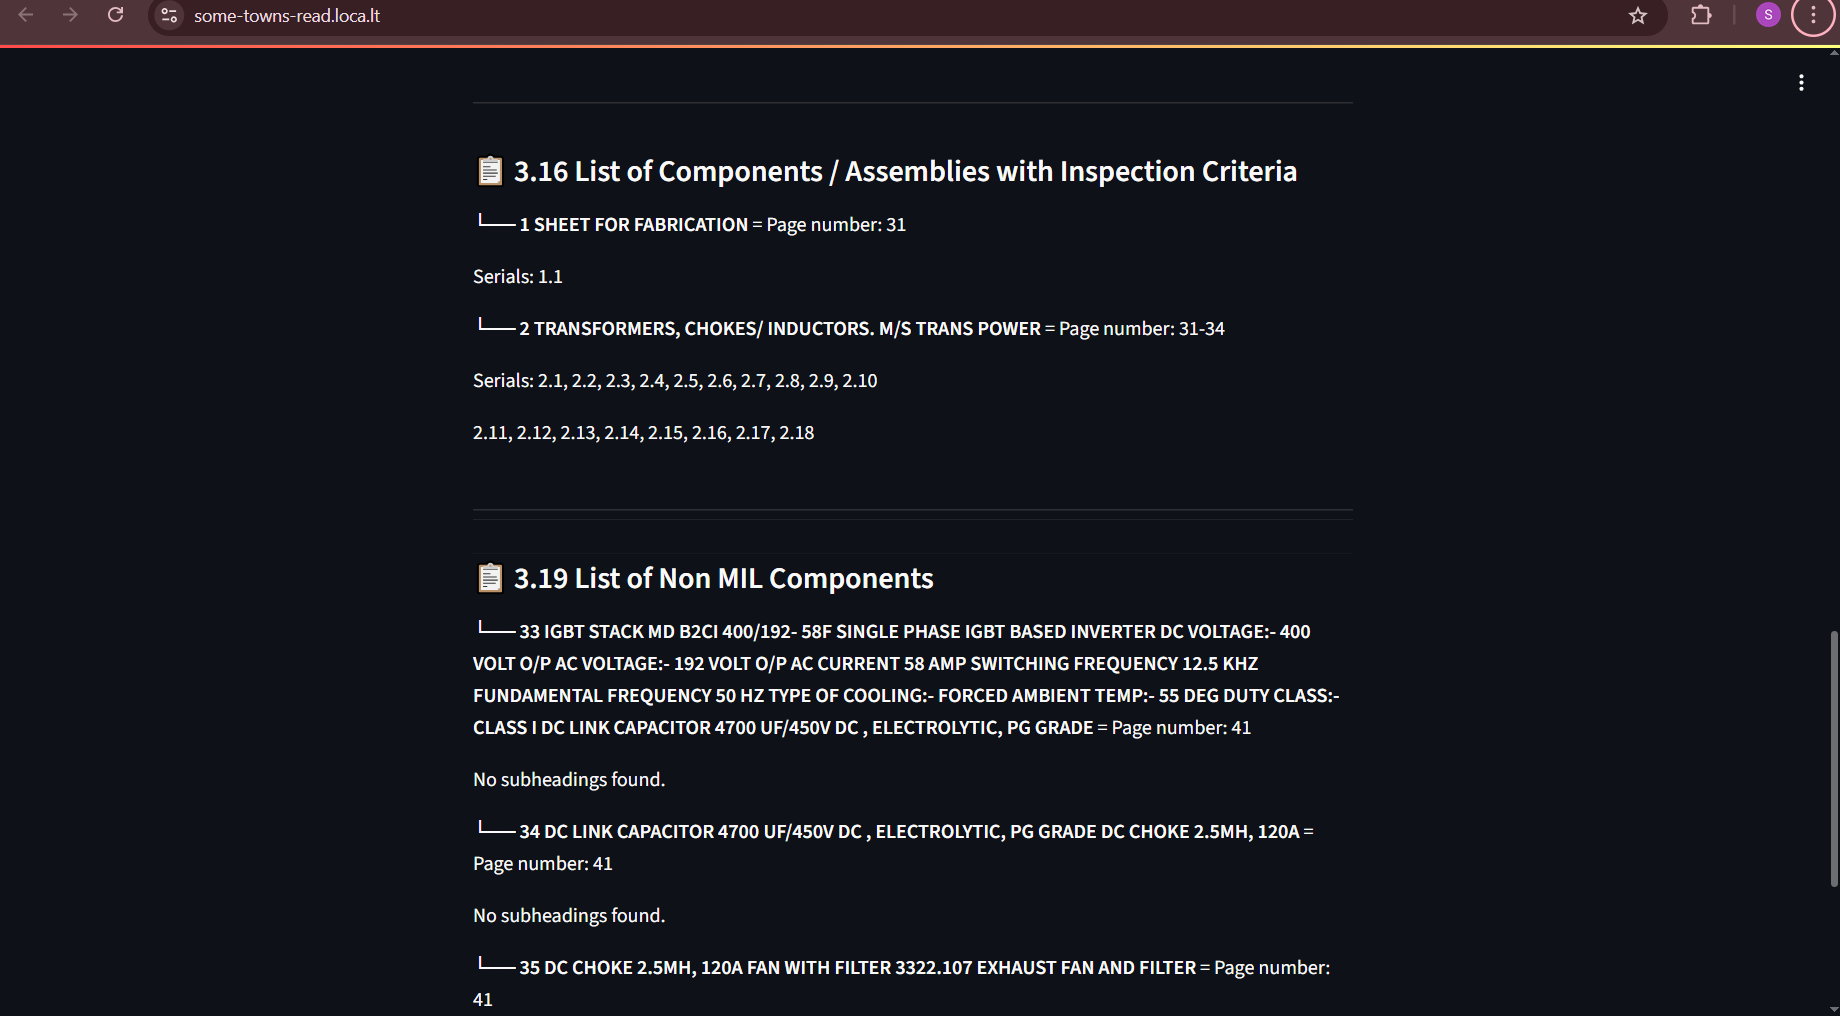 some-towns-read.loca.lt
S
3.16 List of Components / Assemblies with Inspection Criteria
└── 1 SHEET FOR FABRICATION = Page number: 31
Serials: 1.1
└── 2 TRANSFORMERS, CHOKES/ INDUCTORS. M/S TRANS POWER = Page number: 31-34
Serials: 2.1, 2.2, 2.3, 2.4, 2.5, 2.6, 2.7, 2.8, 2.9, 2.10
2.11, 2.12, 2.13, 2.14, 2.15, 2.16, 2.17, 2.18
3.19 List of Non MIL Components
└── 33 IGBT STACK MD B2CI 400/192- 58F SINGLE PHASE IGBT BASED INVERTER DC VOLTAGE:- 400
VOLT O/P AC VOLTAGE:- 192 VOLT O/P AC CURRENT 58 AMP SWITCHING FREQUENCY 12.5 KHZ
FUNDAMENTAL FREQUENCY 50 HZ TYPE OF COOLING:- FORCED AMBIENT TEMP:- 55 DEG DUTY CLASS:-
CLASS I DC LINK CAPACITOR 4700 UF/450V DC , ELECTROLYTIC, PG GRADE = Page number: 41
No subheadings found.
└── 34 DC LINK CAPACITOR 4700 UF/450V DC , ELECTROLYTIC, PG GRADE DC CHOKE 2.5MH, 120A =
Page number: 41
No subheadings found.
└── 35 DC CHOKE 2.5MH, 120A FAN WITH FILTER 3322.107 EXHAUST FAN AND FILTER = Page number:
41